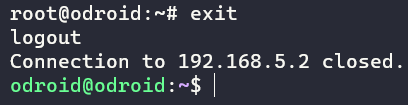 root@odroid:~# exit
logout
Connection to 192.168.5.2 closed.
odroid@odroid:~$